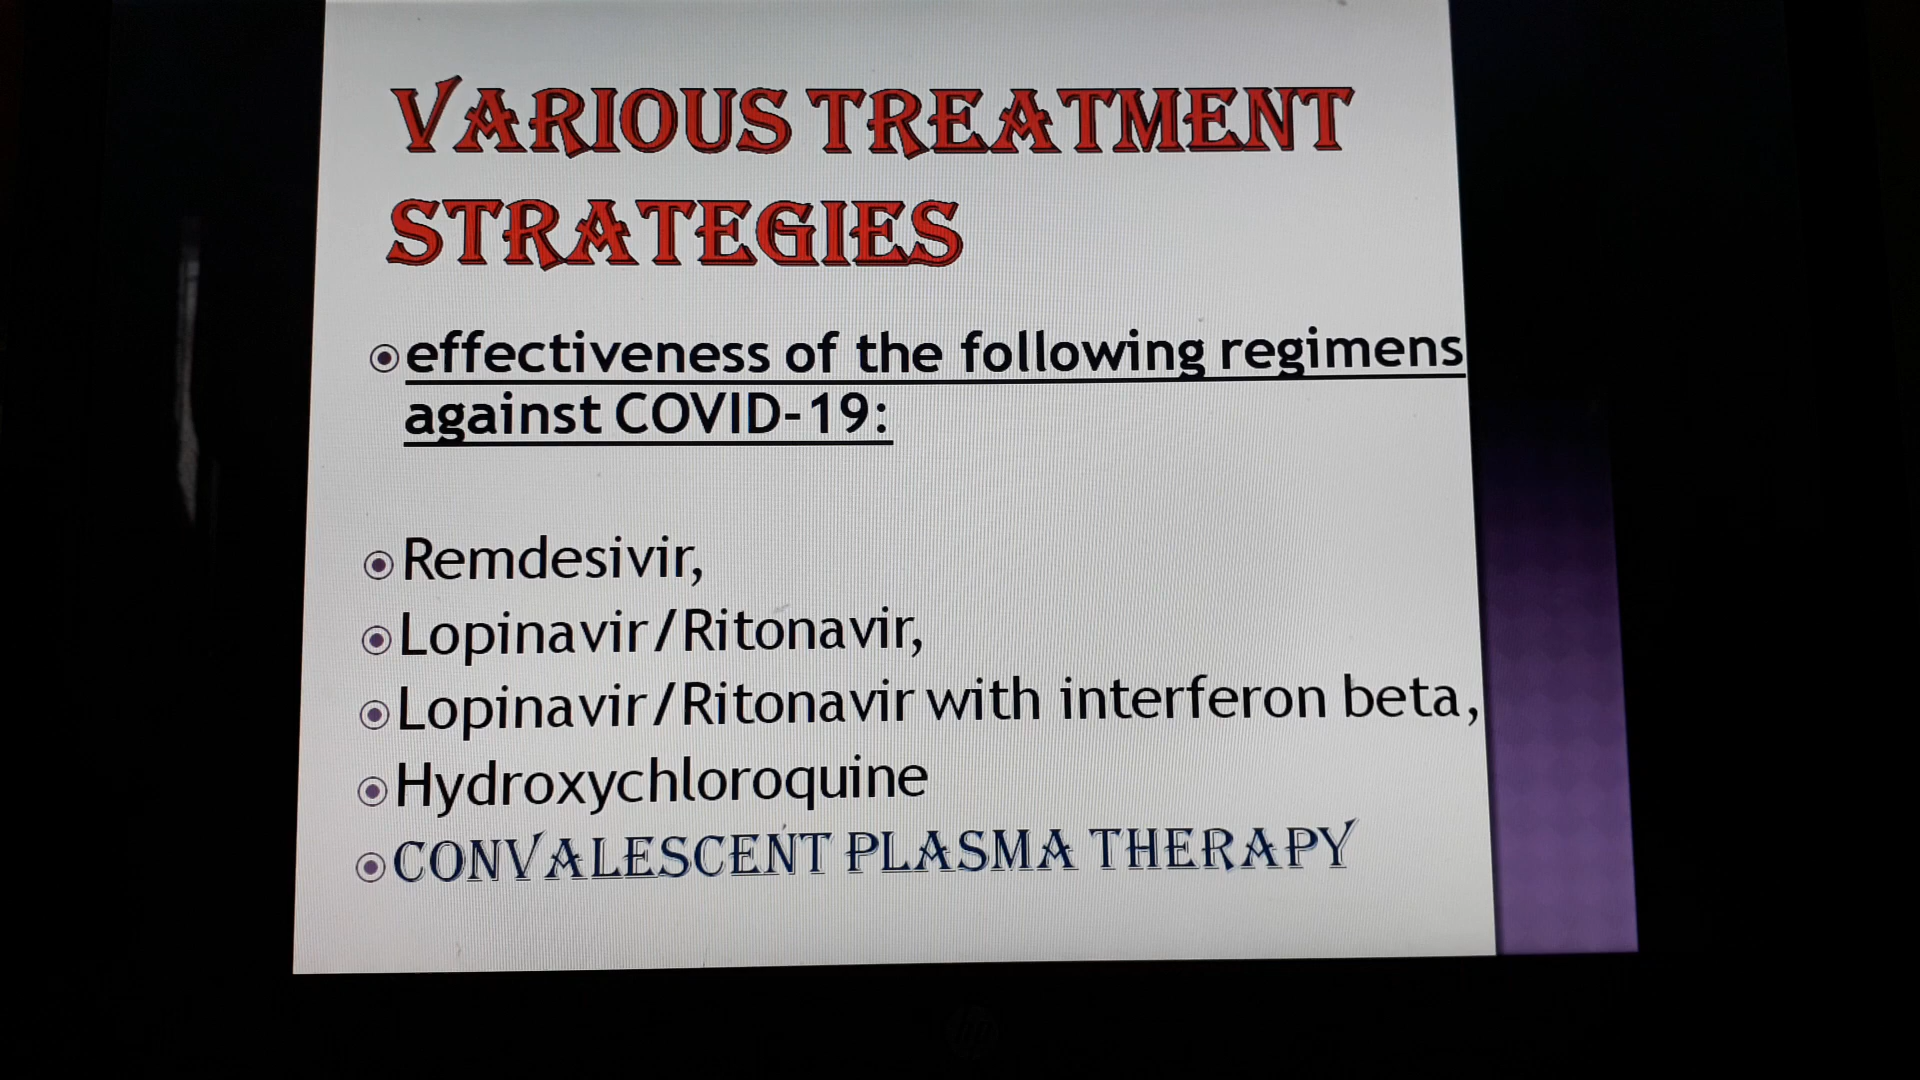 VARIOUS TREATMENT
STRATEGIES
effectiveness of the following regimens
against COVID-19:
Remdesivir,
Lopinavir/Ritonavir,
Lopinavir/Ritonavir with interferon beta,
Hydroxychloroquine
CONVALESCENT PLASMA THERAPY
hp